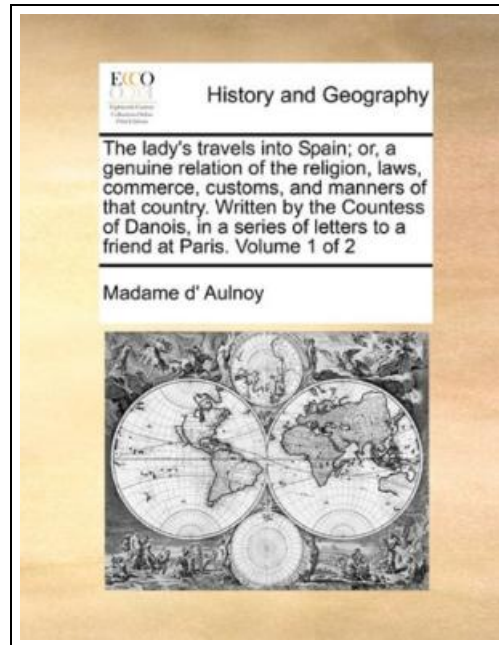 ECCO
History and Geography
The lady's travels into Spain; or, a
genuine relation of the religion, laws,
commerce, customs, and manners of
that country. Written by the Countess
of Danois, in a series of letters to a
friend at Paris. Volume 1 of 2
Madame d' Aulnoy